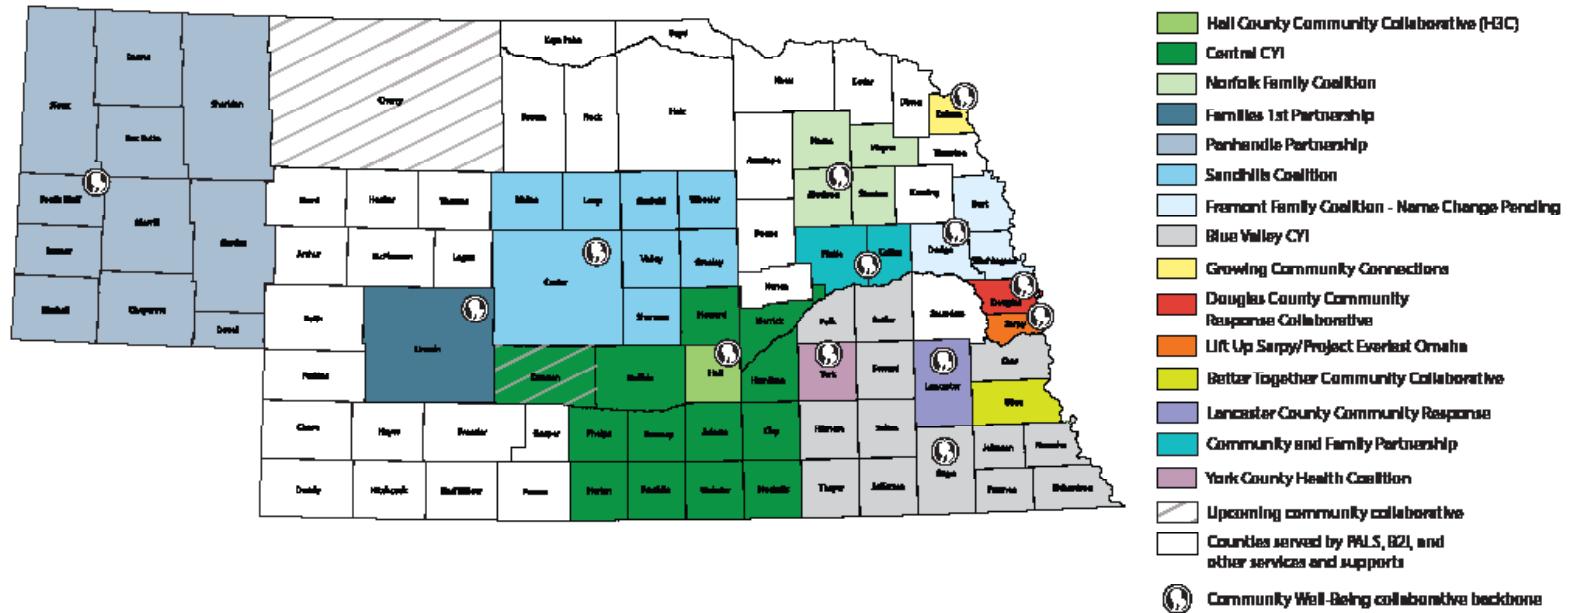 Keya Paha
Boyd
Hall County Community Collaborative (H3C)
Central CYI
Norfolk Family Coalition
Families 1st Partnership
Panhandle Partnership
Sandhills Coalition
Fremont Family Coalition - Name Change Pending
Blue Valley CYI
Growing Community Connections
Douglas County Community
Response Collaborative
Lift Up Sarpy/Project Everlast Omaha
Better Together Community Collaborative
Lancaster County Community Response
Community and Family Partnership
York County Health Coalition
Upcoming community collaborative
Counties served by PALS, B2I, and
other services and supports
Community Well-Being collaborative backbone
Sioux
Dawes
Sheridan
Cherry
Brown
Rock
Holt
Knox
Cedar
Dixon
Dakota
Box Butte
Antelope
Pierce
Wayne
Thurston
Scotts Bluff
Morrill
Garden
Hooker
Thomas
Blaine
Loup
Garfield
Wheeler
Madison
Stanton
Cuming
Burt
Banner
Arthur
McPherson
Logan
Custer
Valley
Greeley
Boone
Platte
Colfax
Dodge
Washington
Kimball
Cheyenne
Deuel
Keith
Lincoln
Sherman
Howard
Merrick
Nance
Polk
Butler
Saunders
Douglas
Sarpy
Perkins
Dawson
Buffalo
Hall
Hamilton
York
Seward
Lancaster
Cass
Otoe
Chase
Hayes
Frontier
Gosper
Phelps
Kearney
Adams
Clay
Fillmore
Saline
Gage
Johnson
Nemaha
Dundy
Hitchcock
Red Willow
Furnas
Harlan
Franklin
Webster
Nuckolls
Thayer
Jefferson
Pawnee
Richardson